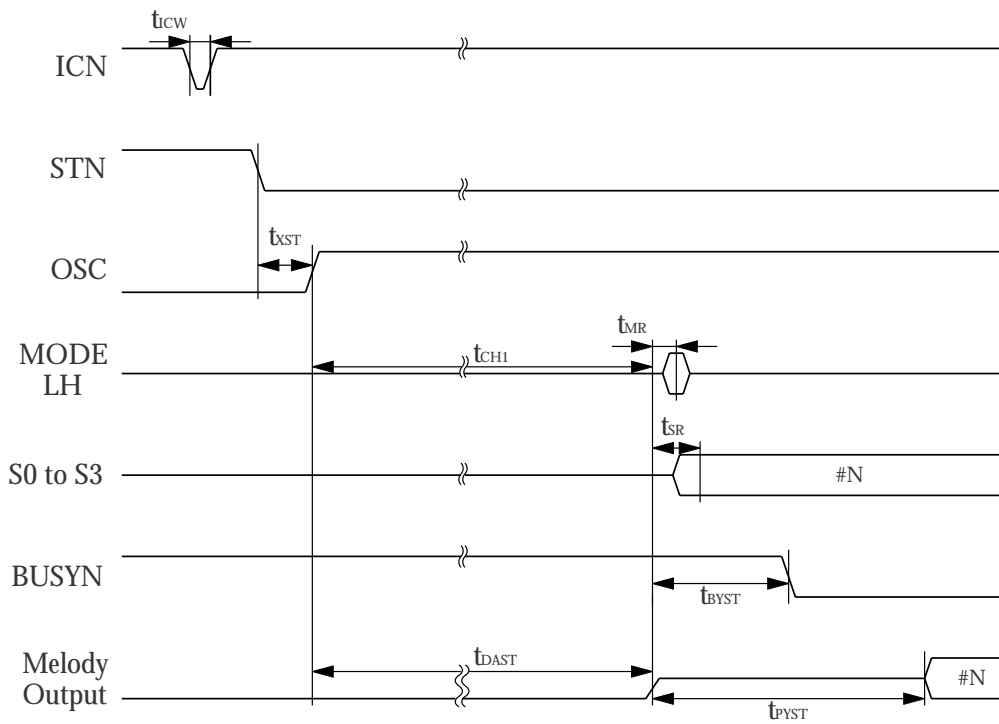 tICW
ICN
STN
tXST
OSC
tMR
MODE
LH
tCH1
tSR
S0 to S3
#N
BUSYN
tBYST
Melody
Output
tDAST
#N
tPYST